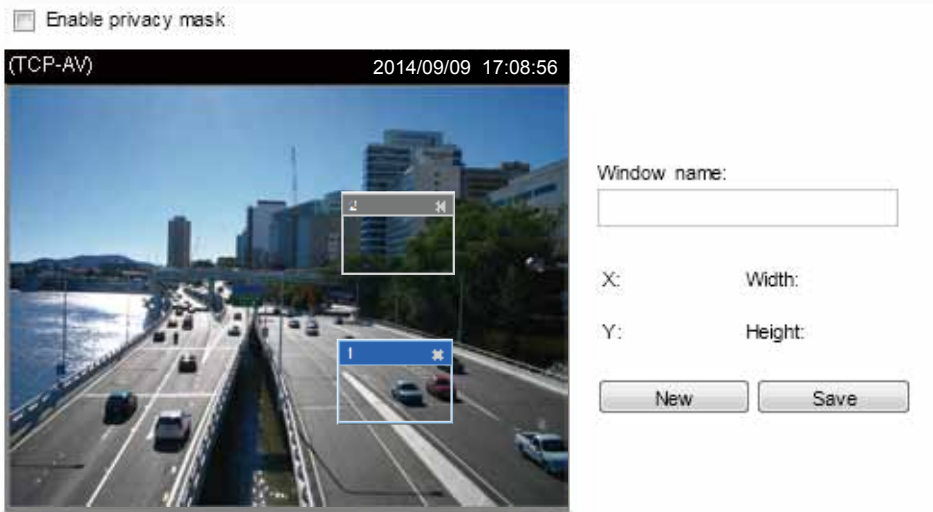 Enable privacy mask
(TCP-AV) 2014/09/09 17:08:56
Window name:
2
X: Width:
Y: Height:
1
New Save